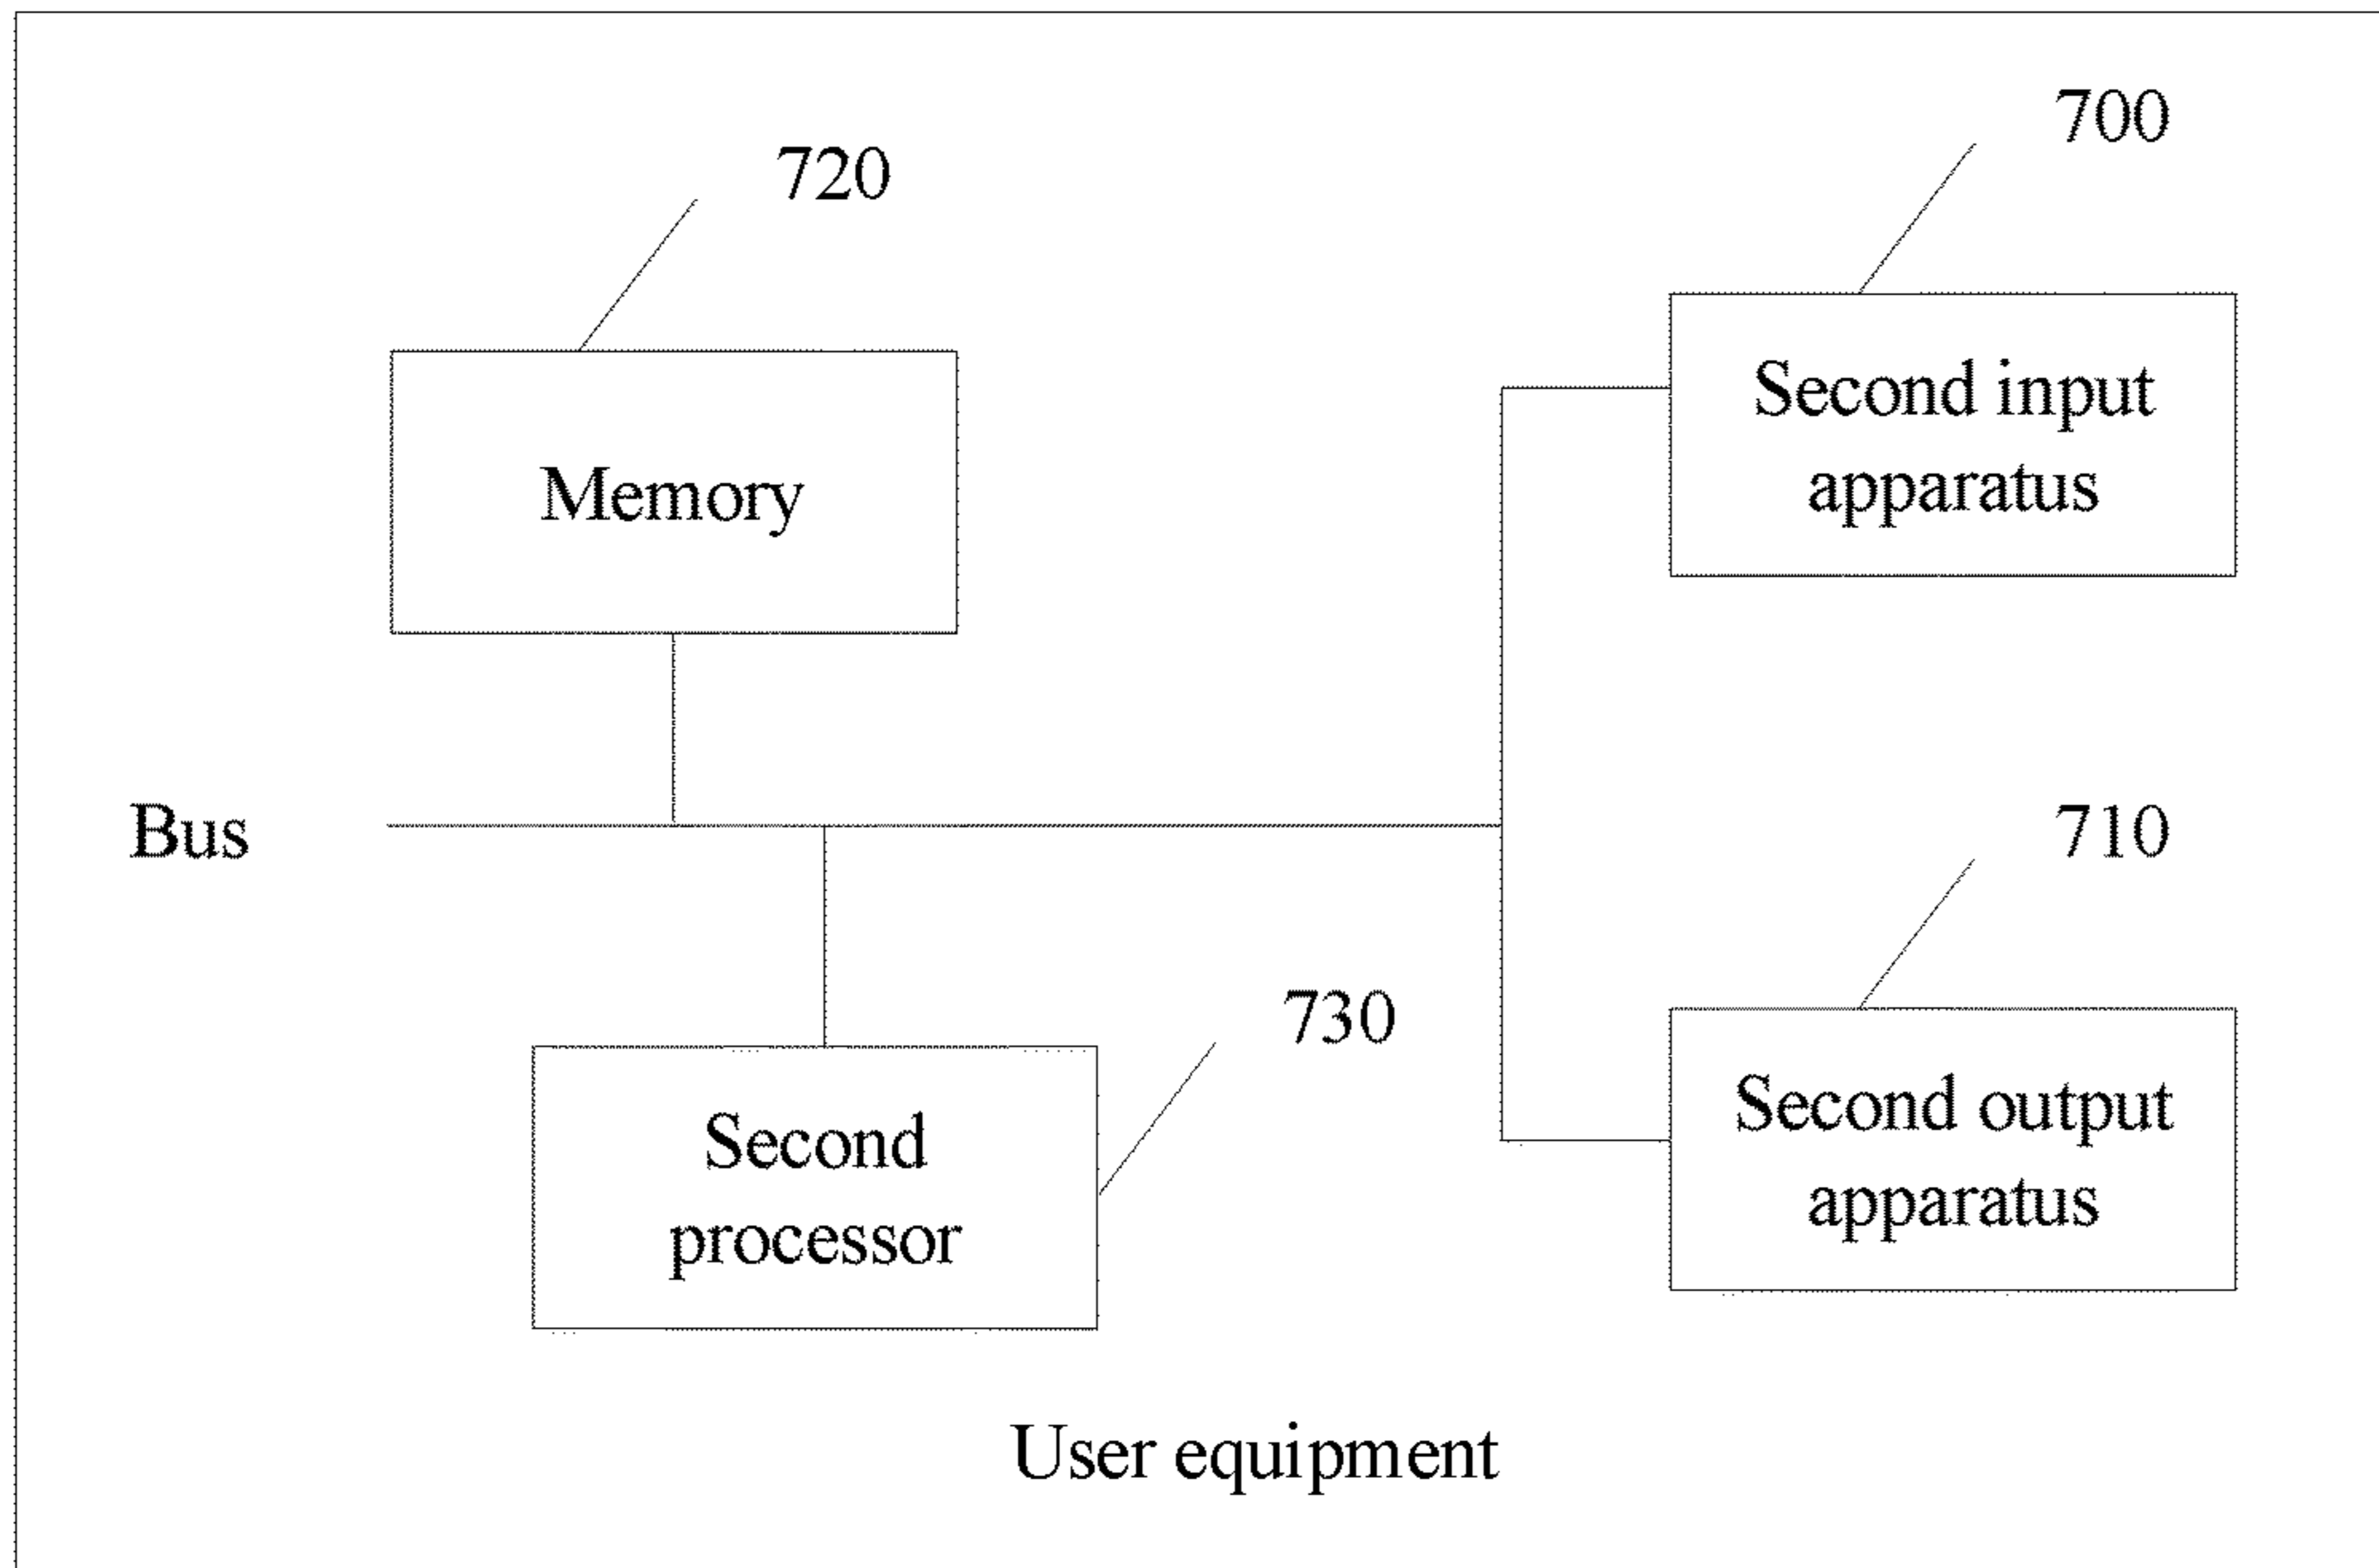 700
720
Second input
apparatus
Memory
Bus
710
730
Second output
apparatus
Second
processor
User equipment